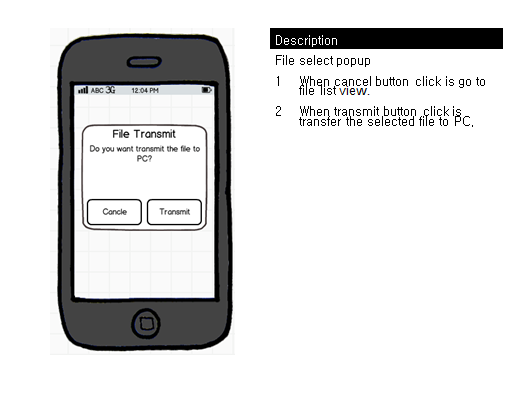 ABC 3G 12:04 PM
File Transmit
Do you want transmit the file to
PC?
Cancle
Transmit
Description
File select popup
1 When cancel button click is go to
file list view.
2 When transmit button click is
transfer the selected file to PC.